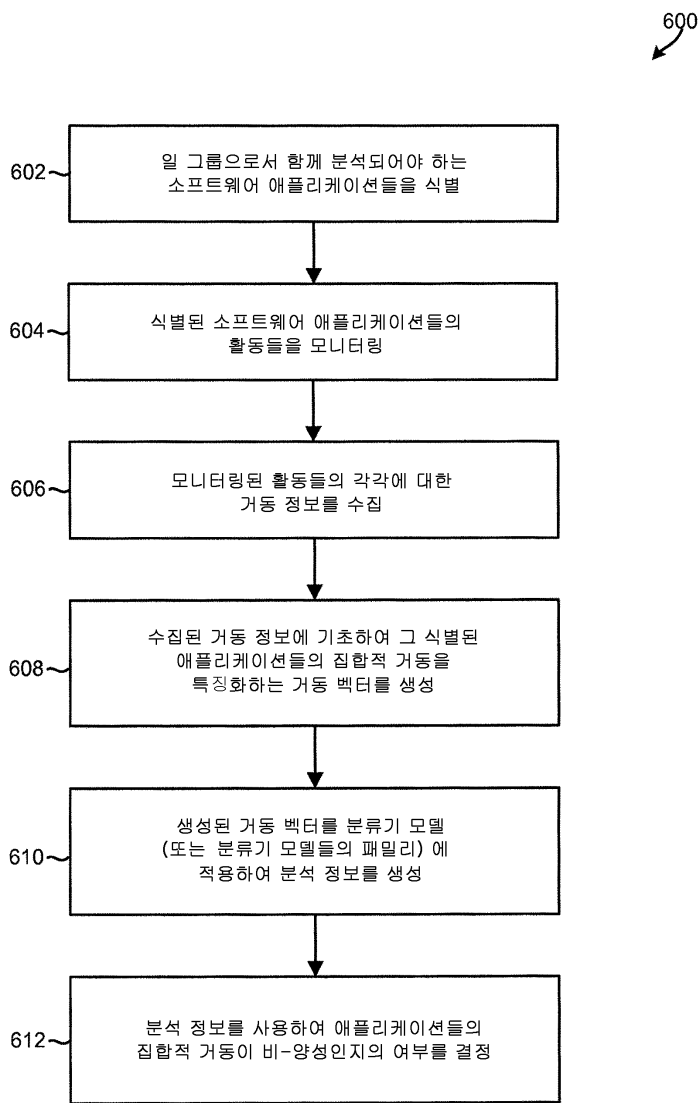 600
602
일 그룹으로서 함께 분석되어야 하는
소프트웨어 애플리케이션들을 식별
604
식별된 소프트웨어 애플리케이션들의
활동들을 모니터링
606
모니터링된 활동들의 각각에 대한
거동 정보를 수집
608
수집된 거동 정보에 기초하여 그 식별된
애플리케이션들의 집합적 거동을
특징화하는 거동 벡터를 생성
610
생성된 거동 벡터를 분류기 모델
(또는 분류기 모델들의 패밀리) 에
적용하여 분석 정보를 생성
612
분석 정보를 사용하여 애플리케이션들의
집합적 거동이 비-양성인지의 여부를 결정